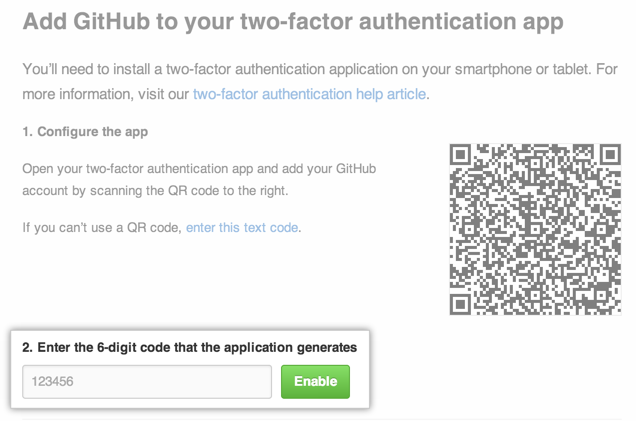 Add GitHub to your two-factor authentication app
You’ll need to install a two-factor authentication application on your smartphone or tablet. For
more information, visit our two-factor authentication help article.
1. Configure the app
Open your two-factor authentication app and add your GitHub
account by scanning the QR code to the right.
If you can’t use a QR code, enter this text code.
2. Enter the 6-digit code that the application generates
123456
Enable